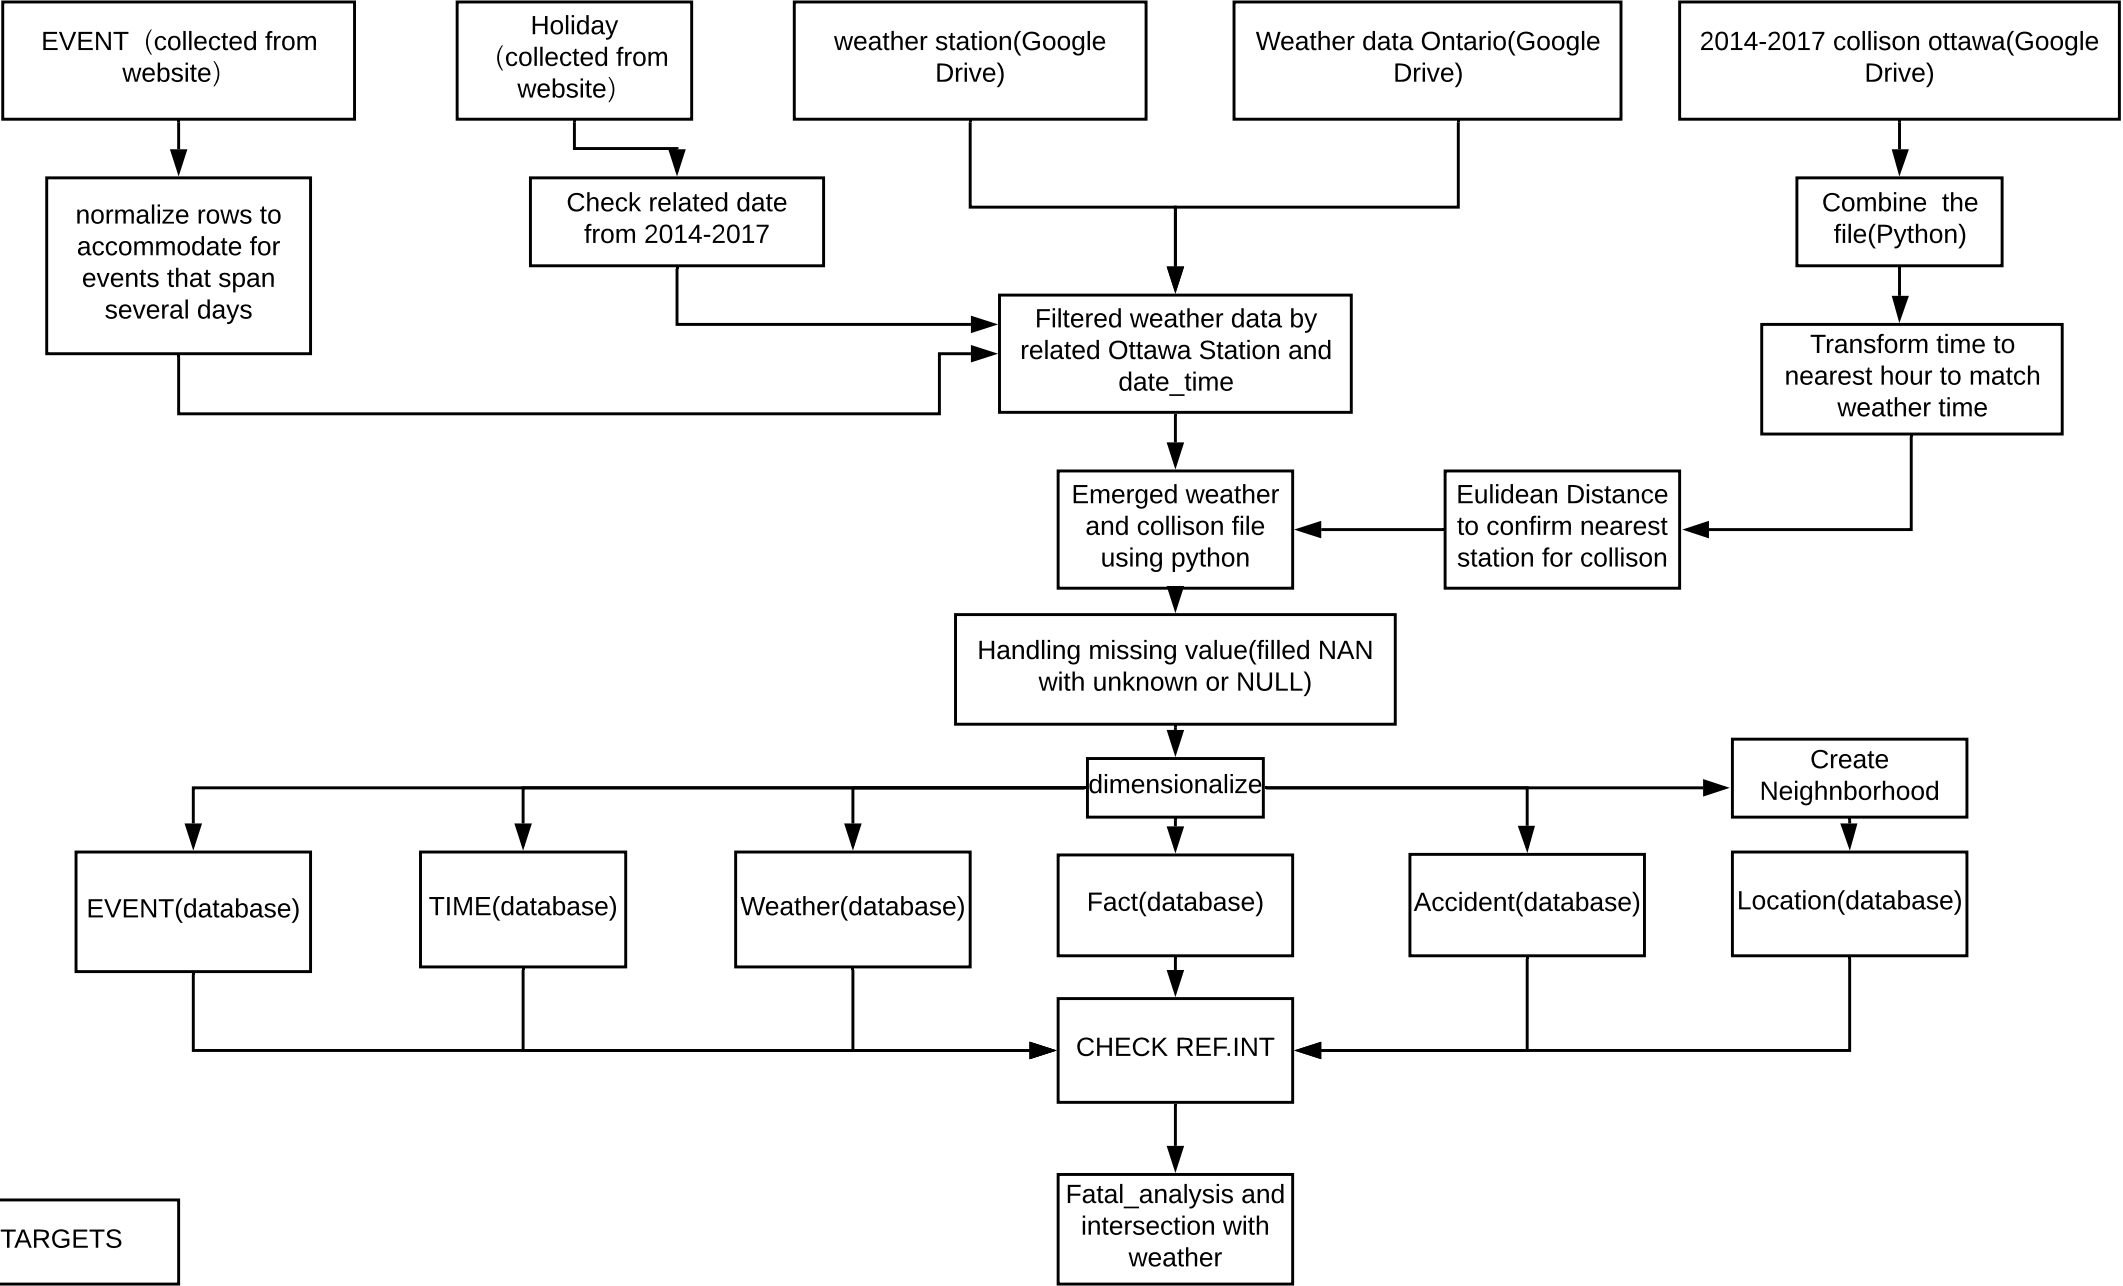 EVENT（collected from
website）
Holiday
（collected from
website）
weather station(Google
Drive)
Weather data Ontario(Google
Drive)
2014-2017 collison ottawa(Google
Drive)
normalize rows to
accommodate for
events that span
several days
Check related date
from 2014-2017
Combine  the
file(Python)
Filtered weather data by
related Ottawa Station and
date_time
Transform time to
nearest hour to match
weather time
Emerged weather
and collison file
using python
Eulidean Distance
to confirm nearest
station for collison
Handling missing value(filled NAN
with unknown or NULL)
dimensionalize
Create
Neighnborhood
EVENT(database)
TIME(database)
Weather(database)
Fact(database)
Accident(database)
Location(database)
CHECK REF.INT
Fatal_analysis and
intersection with
weather
TARGETS